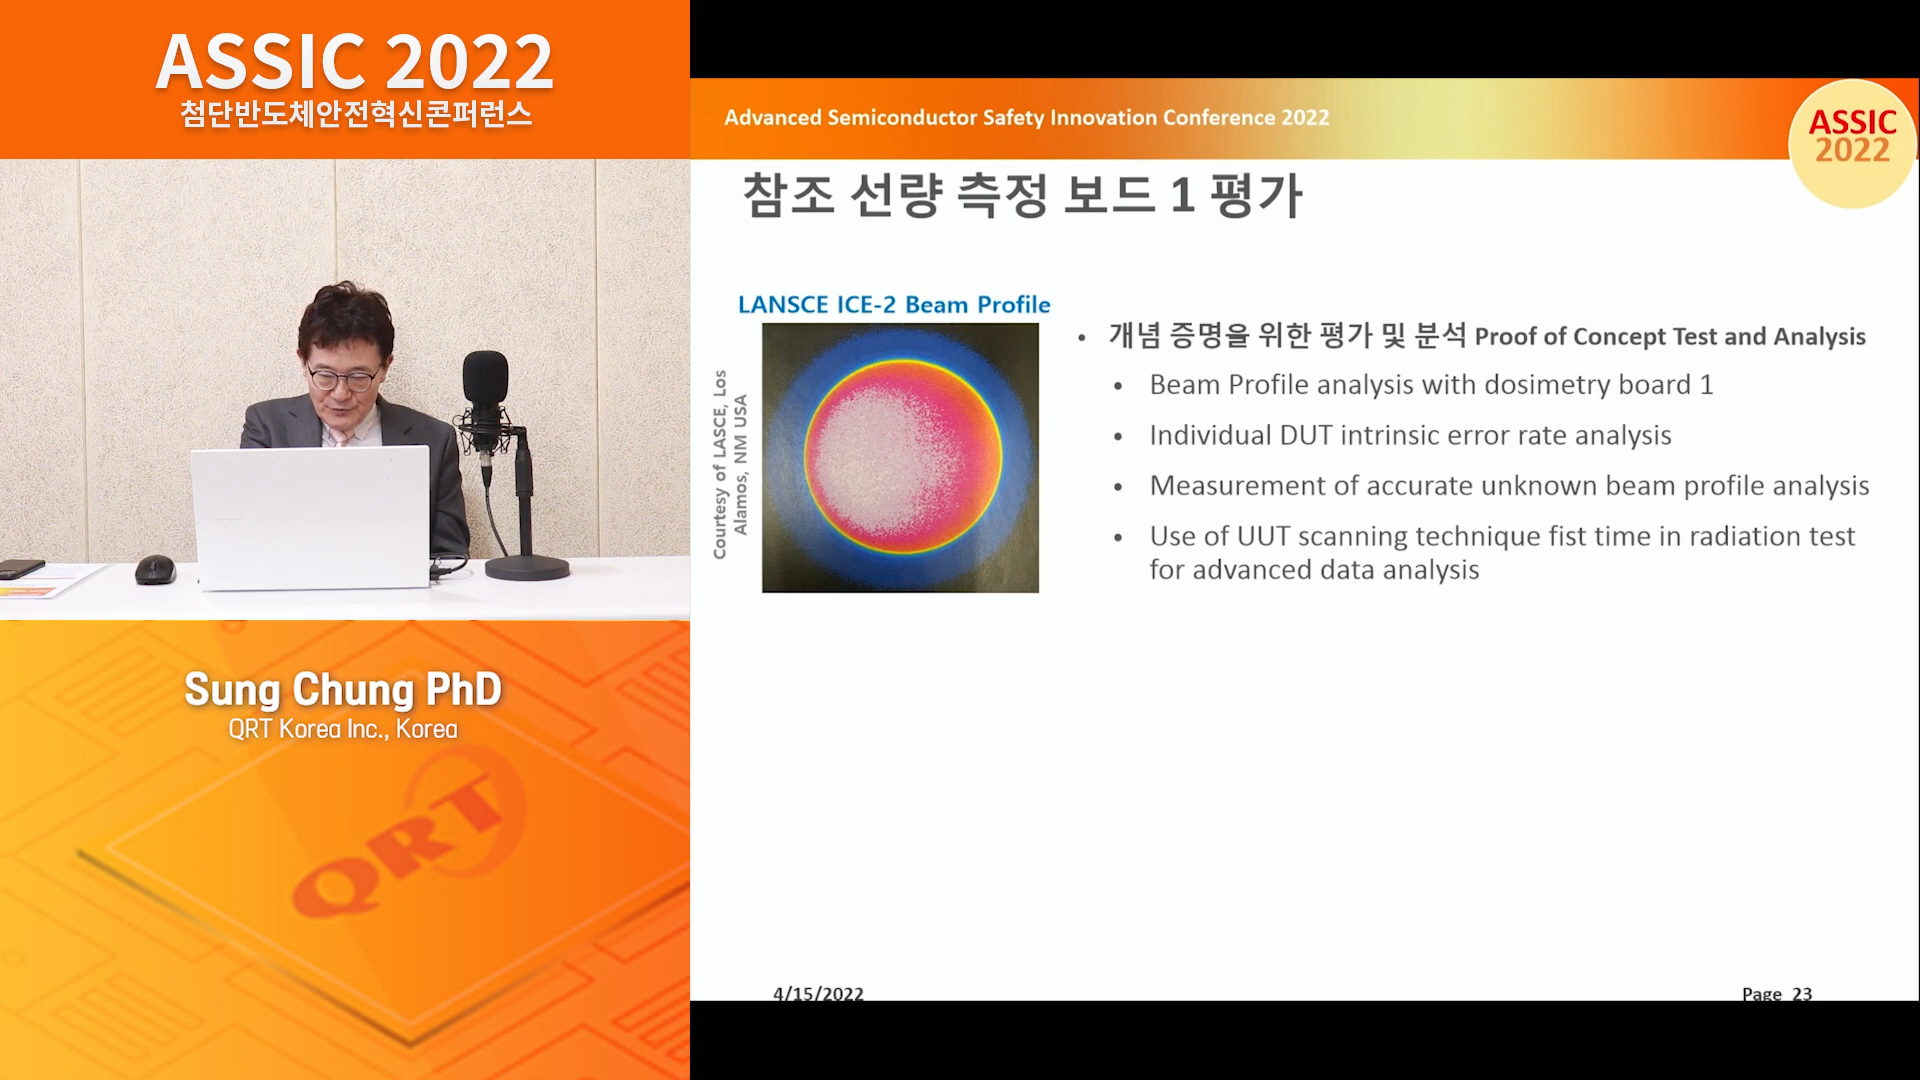 ASSIC 2022
첨단반도체안전혁신콘퍼런스
Sung Chung PhD
QRT Korea Inc., Korea
QRT
Advanced Semiconductor Safety Innovation Conference 2022
ASSIC
2022
참조 선량 측정 보드 1 평가
LANSCE ICE-2 Beam Profile
Courtesy of LASCE, Los
Alamos, NM USA
• 개념 증명을 위한 평가 및 분석 Proof of Concept Test and Analysis
• Beam Profile analysis with dosimetry board 1
• Individual DUT intrinsic error rate analysis
• Measurement of accurate unknown beam profile analysis
• Use of UUT scanning technique fist time in radiation test
for advanced data analysis
4/15/2022
Page 23